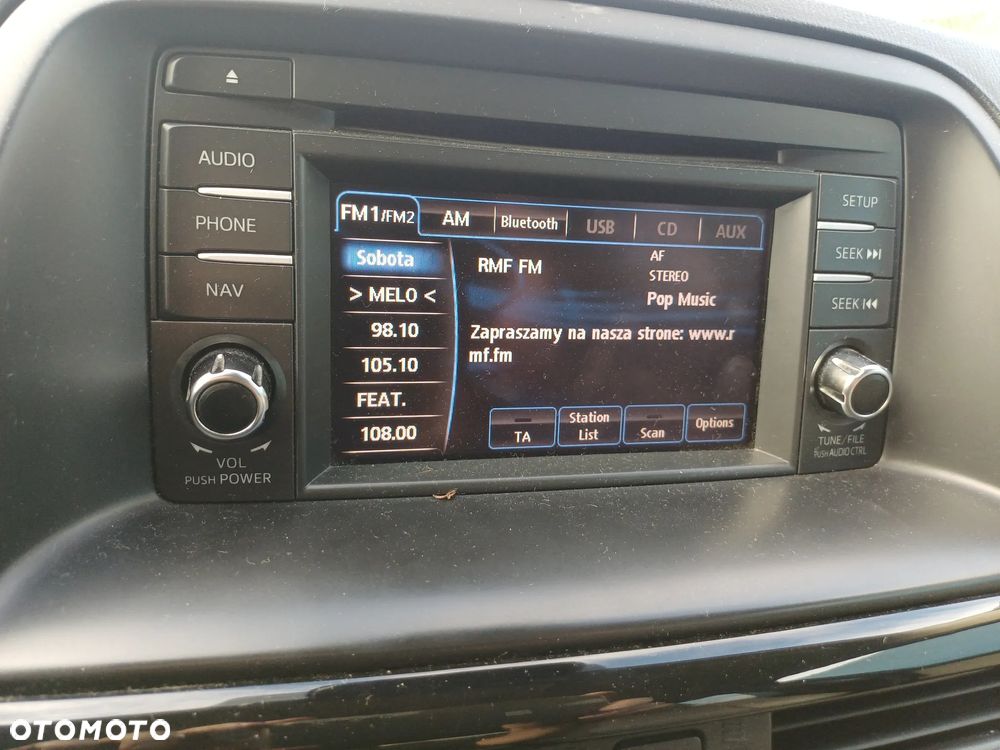 AUDIO
PHONE
NAV
VOL
PUSH POWER
FM1/FM2 AM Bluetooth USB CD AUX
Sobota
> MELO <
98.10
105.10
FEAT.
108.00
RMF FM
AF
STEREO
Pop Music
Zapraszamy na nasza strone: www.r
mf.fm
TA
Station
List
Scan
Options
SETUP
SEEK
SEEK
TUNE/FILE
PUSH AUDIO CTRL
OTOMOTO